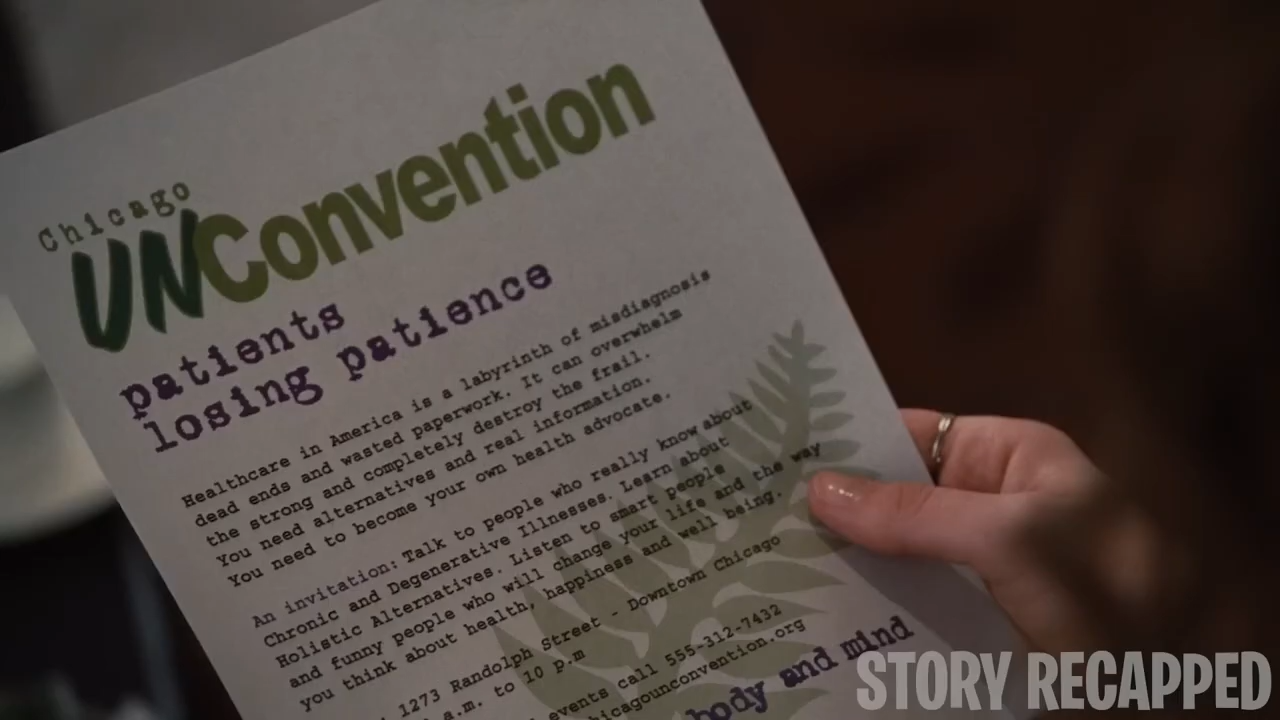 Chicago
UNConvention
patients
losing patience
Healthcare in America is a labyrinth of misdiagnosis
dead ends and wasted paperwork. It can overwhelm
the strong and completely destroy the frail.
You need alternatives and real information.
You need to become your own health advocate.
An invitation: Talk to people who really know about
Chronic and Degenerative Illnesses. Learn about
Holistic Alternatives. Listen to smart people
and funny people who will change your life and the way
you think about health, happiness and well being.
1273 Randolph Street - Downtown Chicago
a.m. to 10 p.m
events call 555-312-7432
hicagounconvention.org
body and mind
STORY RECAPPED